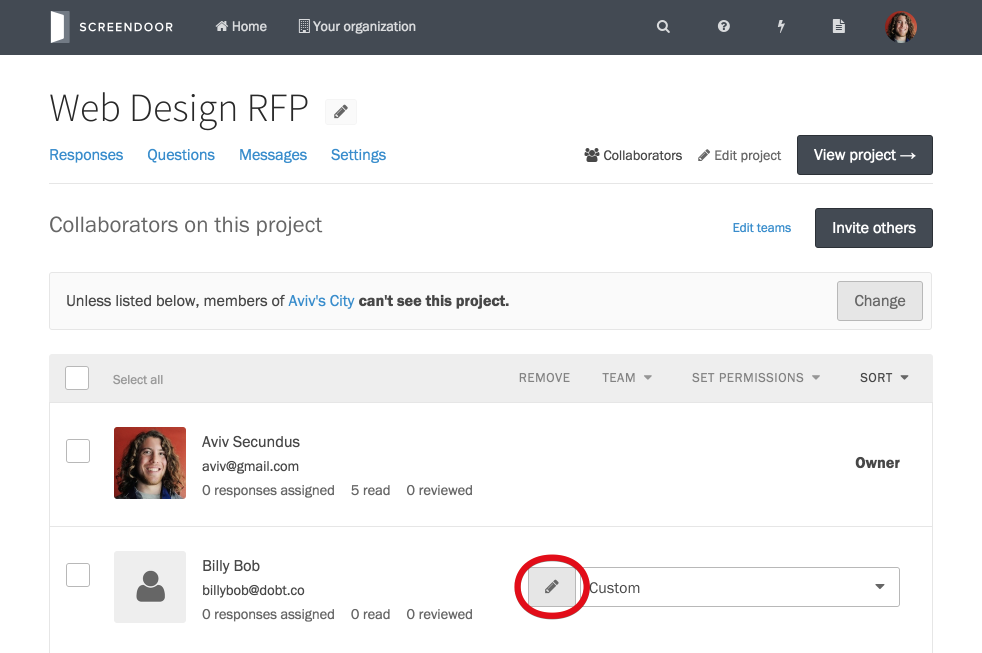 SCREENDOOR Home Your organization
Web Design RFP
Responses Questions Messages Settings Collaborators Edit project View project →
Collaborators on this project Edit teams Invite others
Unless listed below, members of Aviv's City can't see this project. Change
Select all REMOVE TEAM SET PERMISSIONS SORT
Aviv Secundus
aviv@gmail.com Owner
0 responses assigned 5 read 0 reviewed
Billy Bob
billybob@dobt.co Custom
0 responses assigned 0 read 0 reviewed